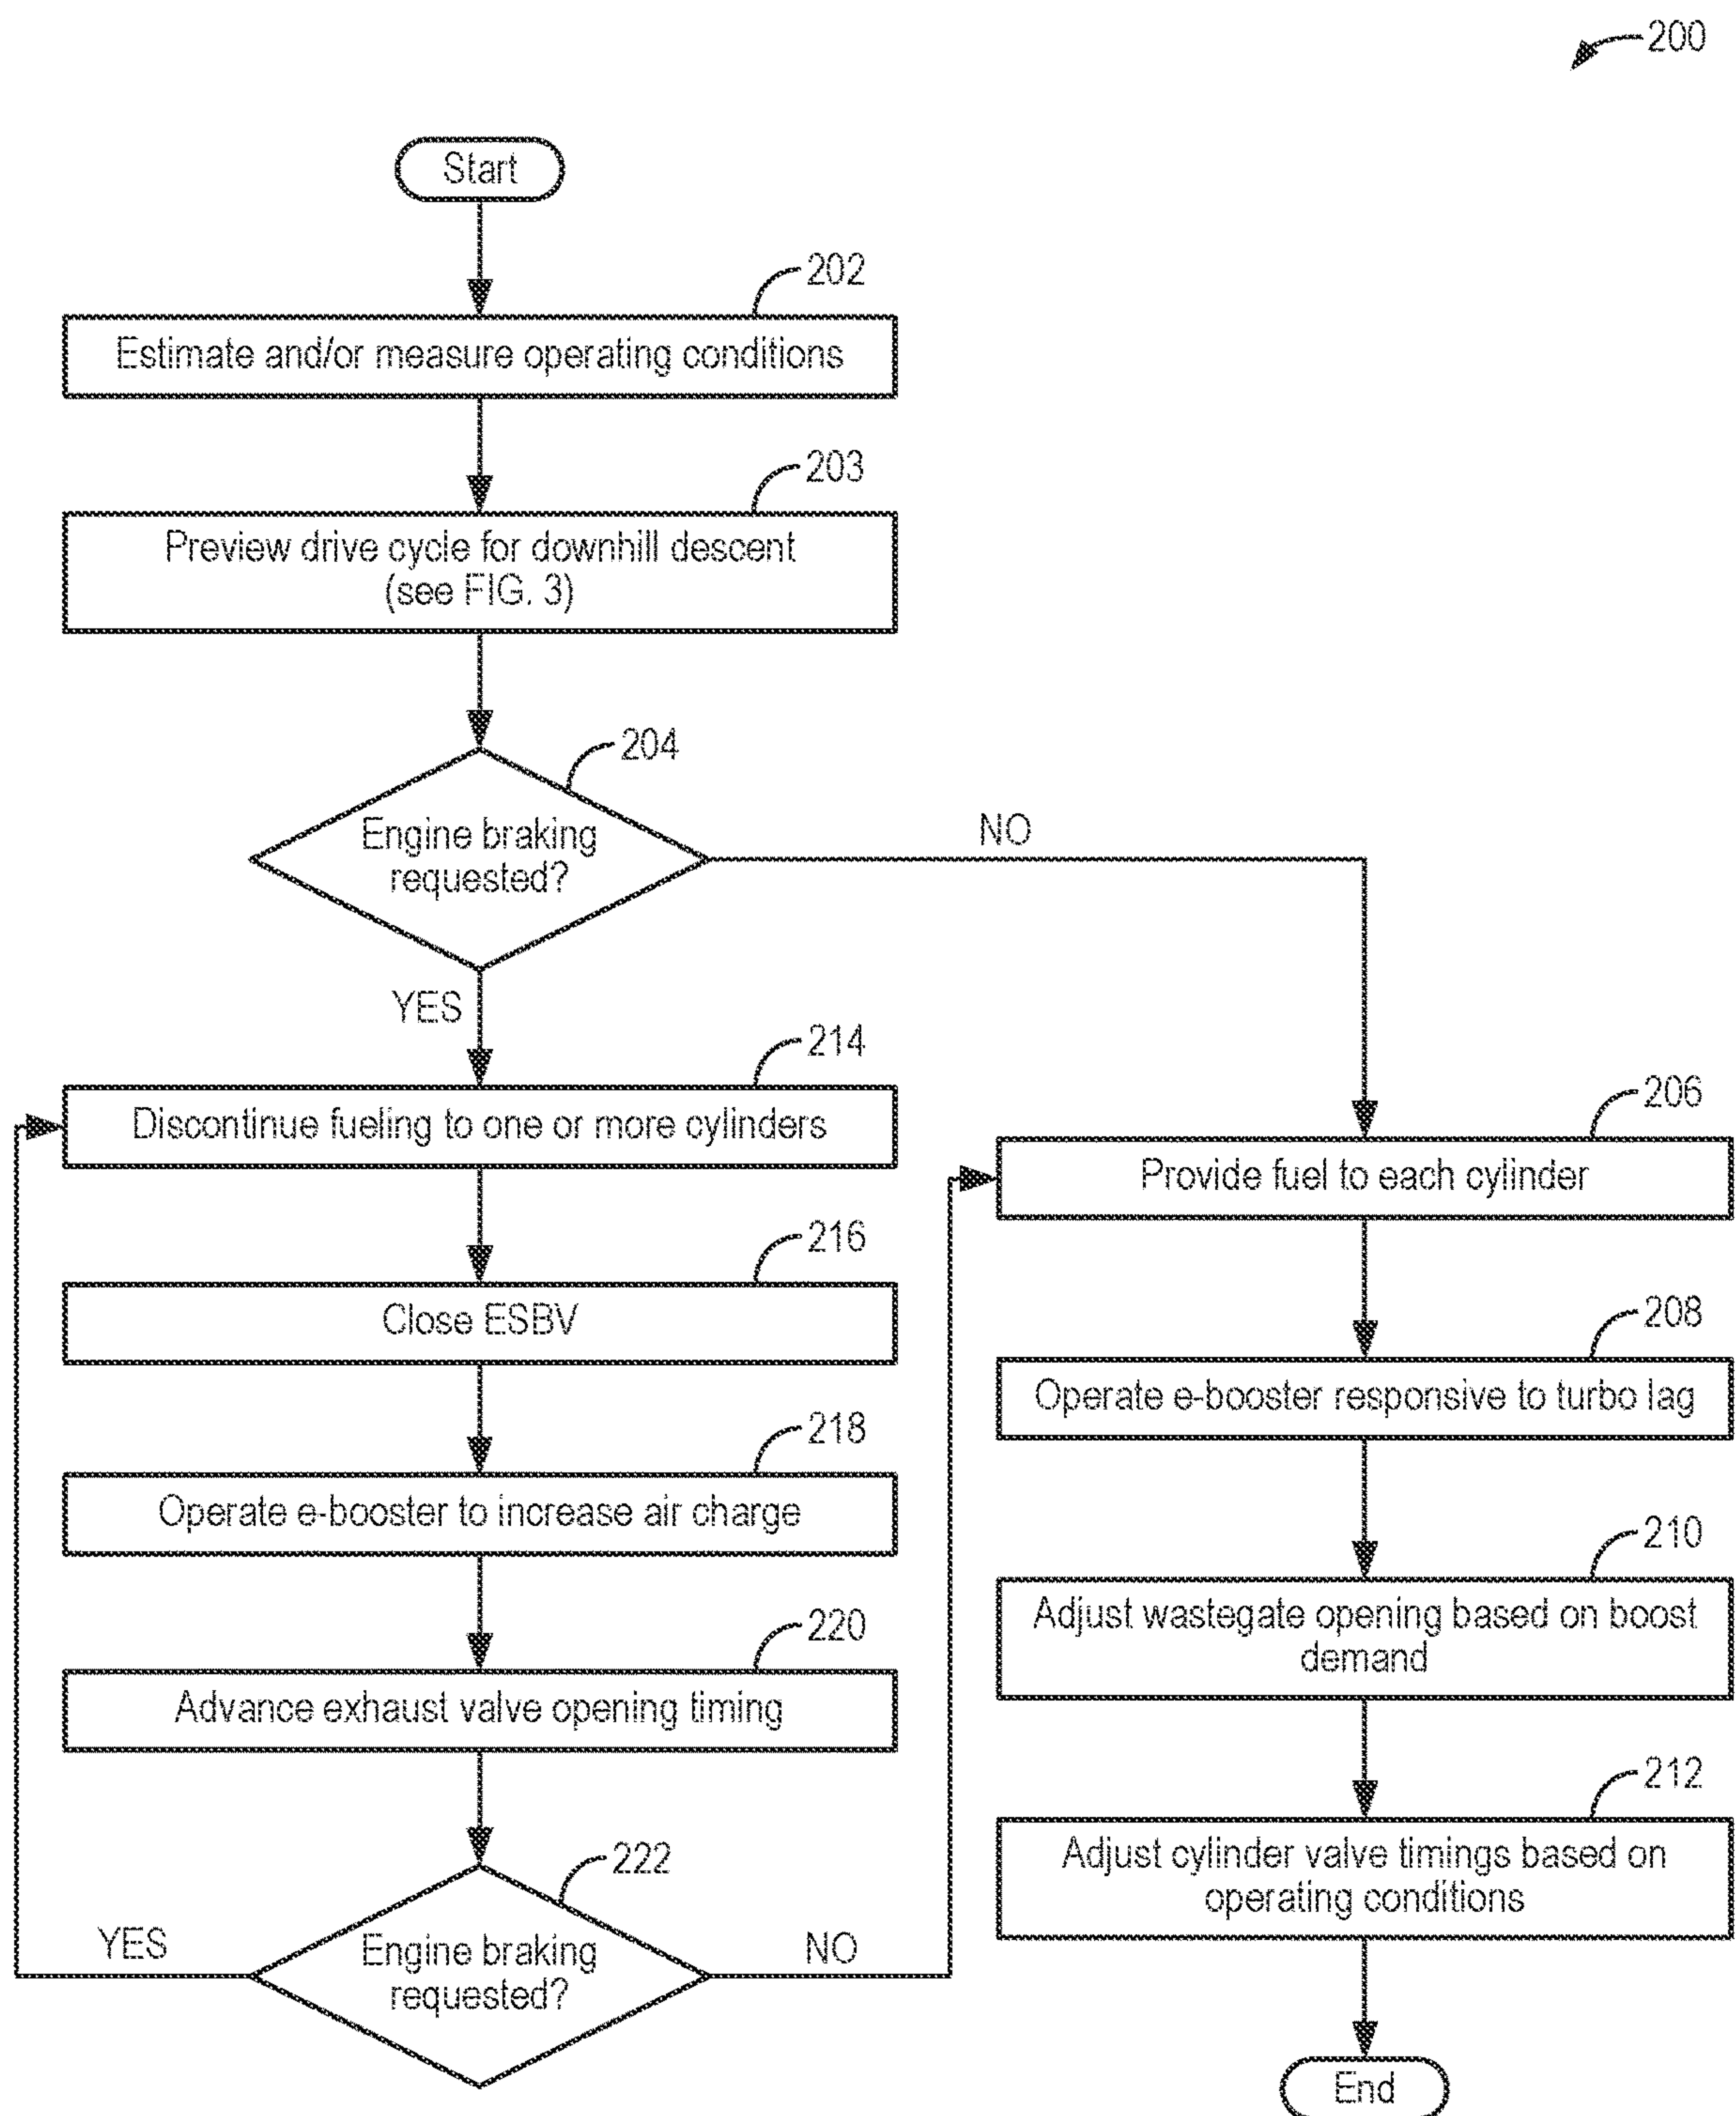 200
Start
202
Estimate and/or measure operating conditions
203
Preview drive cycle for downhill descent
(see FIG. 3)
204
Engine braking
requested?
NO
YES
214
Discontinue fueling to one or more cylinders
216
Close ESBV
218
Operate e-booster to increase air charge
220
Advance exhaust valve opening timing
222
Engine braking
requested?
YES
NO
206
Provide fuel to each cylinder
208
Operate e-booster responsive to turbo lag
210
Adjust wastegate opening based on boost
demand
212
Adjust cylinder valve timings based on
operating conditions
End